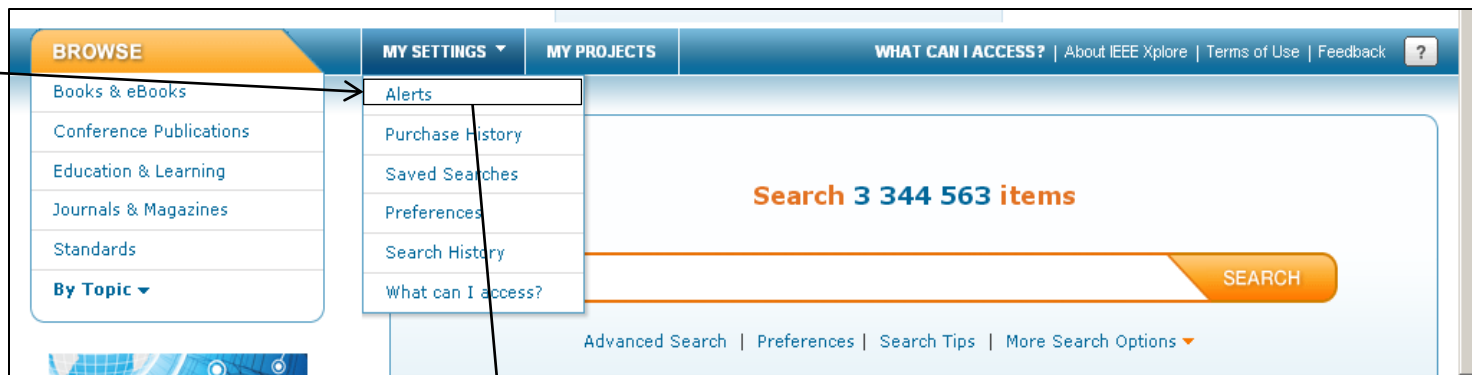 BROWSE
MY SETTINGS MY PROJECTS WHAT CAN I ACCESS? | About IEEE Xplore | Terms of Use | Feedback ?
Books & eBooks
Conference Publications
Education & Learning
Journals & Magazines
Standards
By Topic
Alerts
Purchase History
Saved Searches
Preferences
Search History
What can I access?
Search 3 344 563 items
SEARCH
Advanced Search | Preferences | Search Tips | More Search Options